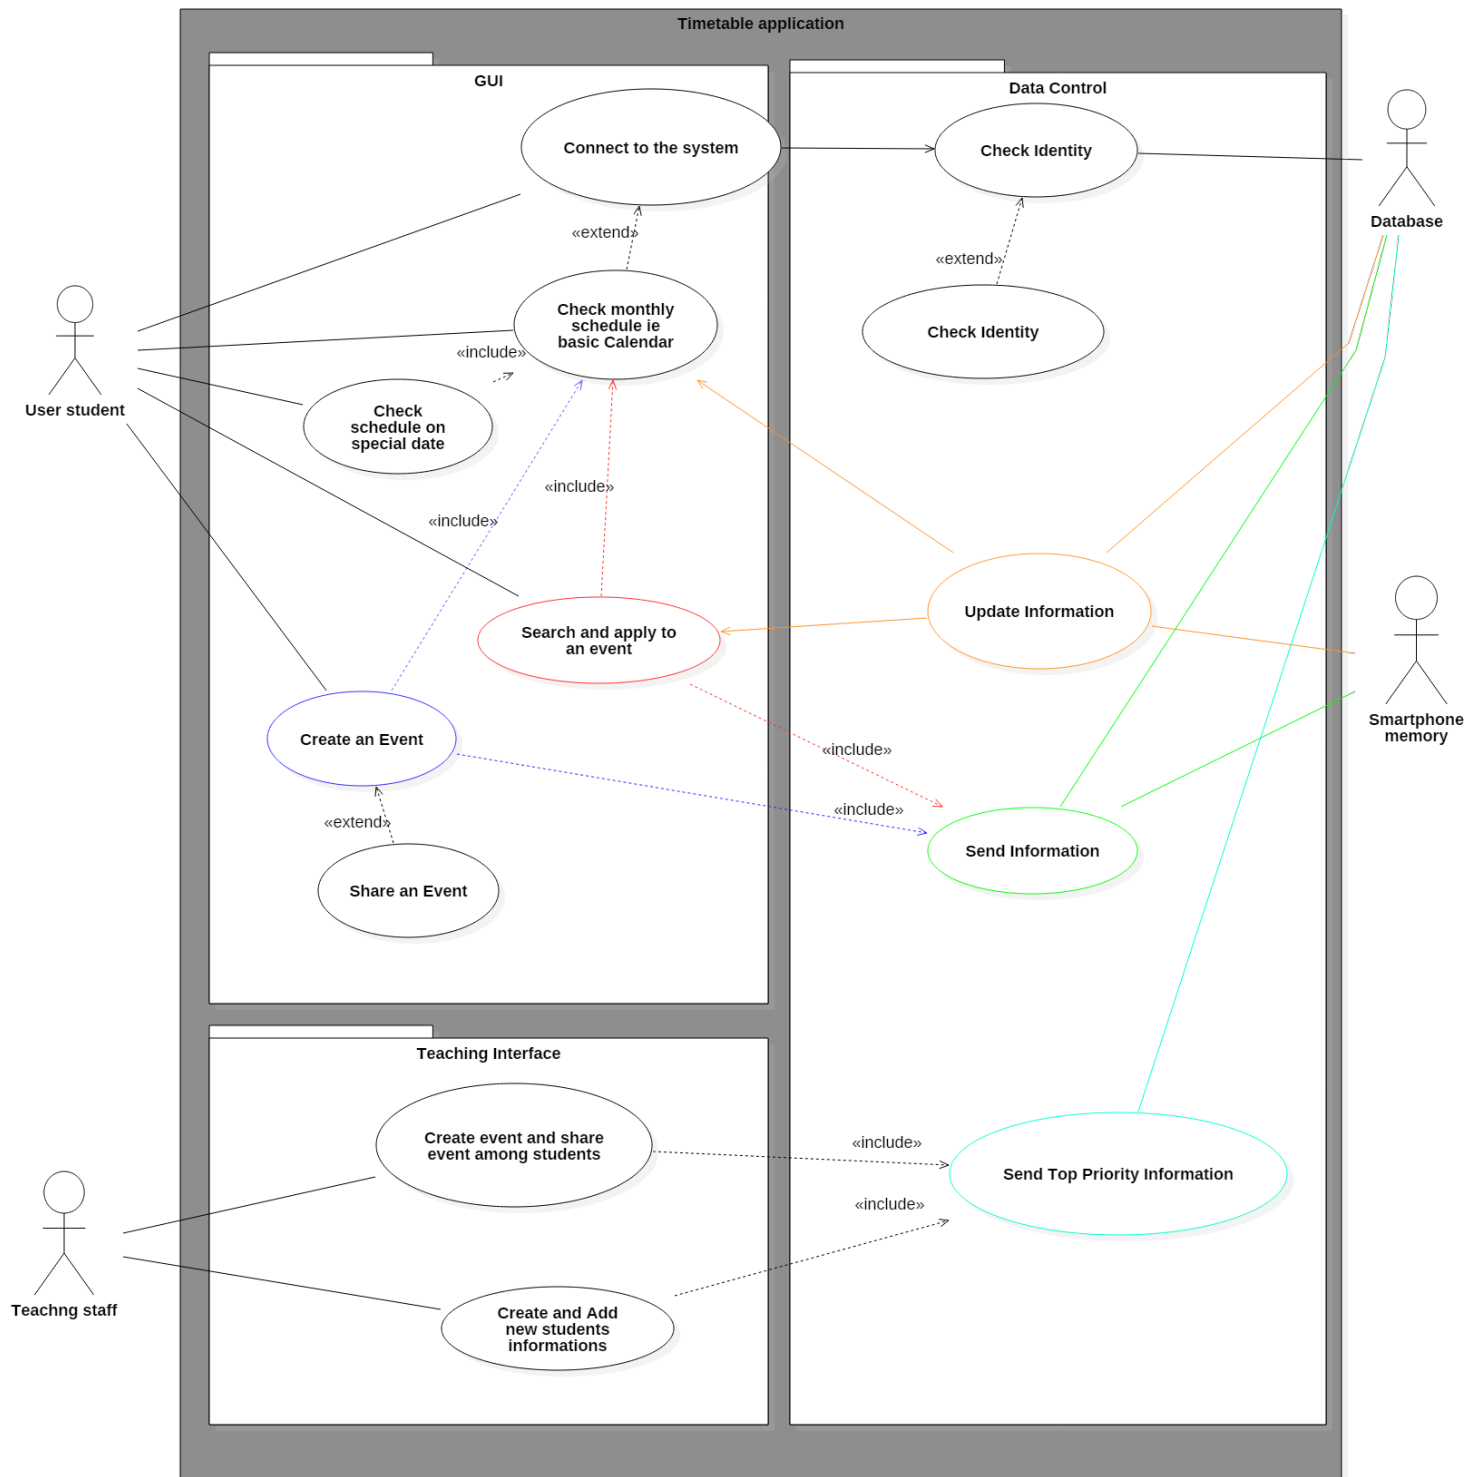 Timetable application
GUI
Data Control
Connect to the system
Check Identity
Database
«extend»
«extend»
Check monthly
schedule ie
basic Calendar
Check Identity
«include»
User student
Check
schedule on
special date
«include»
«include»
Update Information
Search and apply to
an event
Smartphone
memory
Create an Event
«include»
«include»
«extend»
Send Information
Share an Event
Teaching Interface
Create event and share
event among students
«include»
Send Top Priority Information
«include»
Teachng staff
Create and Add
new students
informations